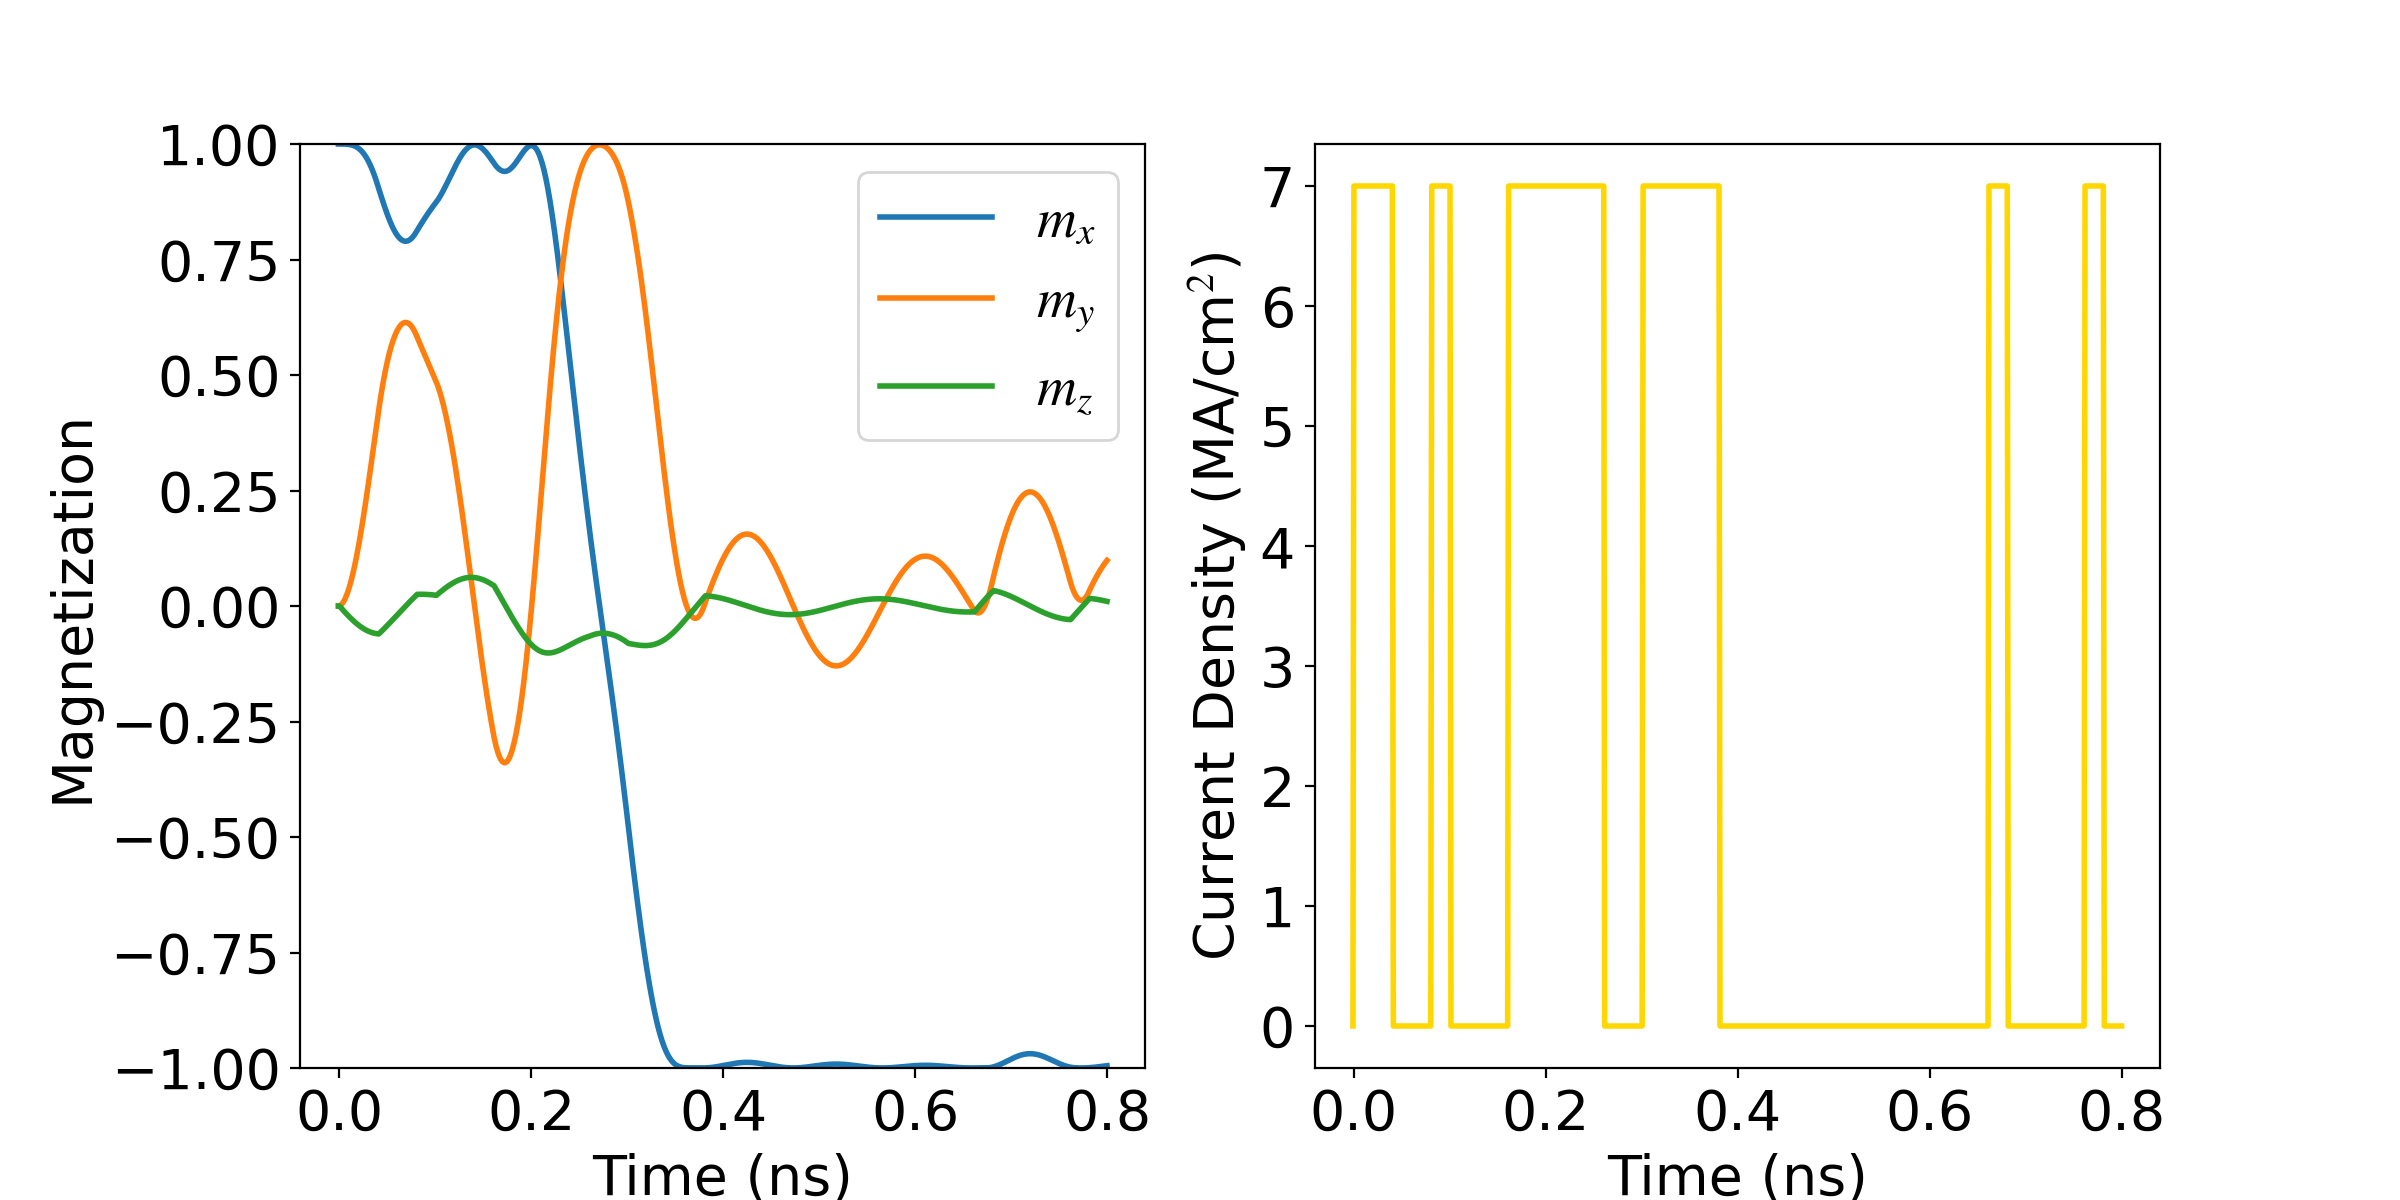 Magnetization
1.00
0.75
0.50
0.25
0.00
−0.25
−0.50
−0.75
−1.00
0.0 0.2 0.4 0.6 0.8
Time (ns)
m_x
m_y
m_z
Current Density (MA/cm²)
7
6
5
4
3
2
1
0
0.0 0.2 0.4 0.6 0.8
Time (ns)